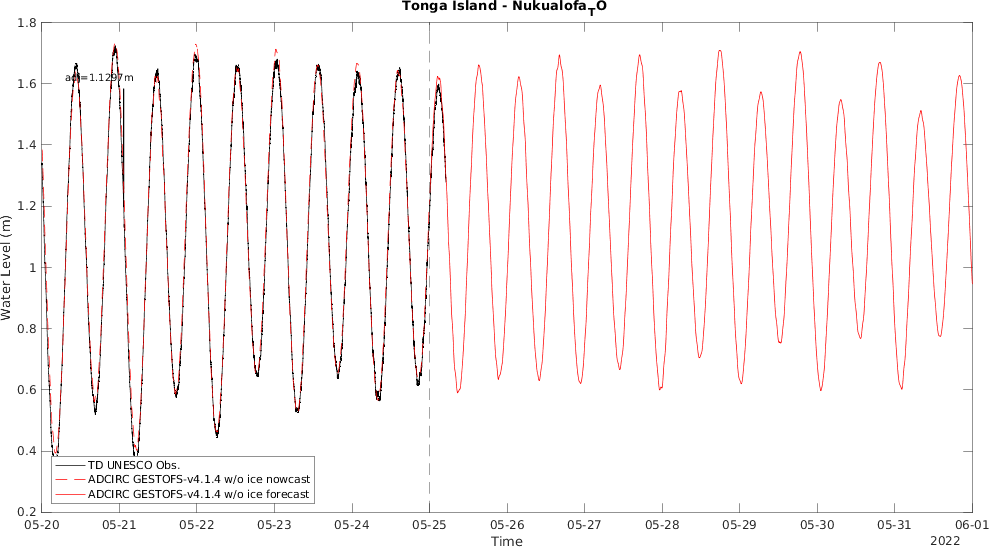 Tonga Island - NukualofaTO
1.8
1.6
1.4
1.2
1
0.8
0.6
0.4
0.2
Water Level (m)
adj=1.1297m
TD UNESCO Obs.
ADCIRC GESTOFS-v4.1.4 w/o ice nowcast
ADCIRC GESTOFS-v4.1.4 w/o ice forecast
05-20 05-21 05-22 05-23 05-24 05-25 05-26 05-27 05-28 05-29 05-30 05-31 06-01
Time
2022